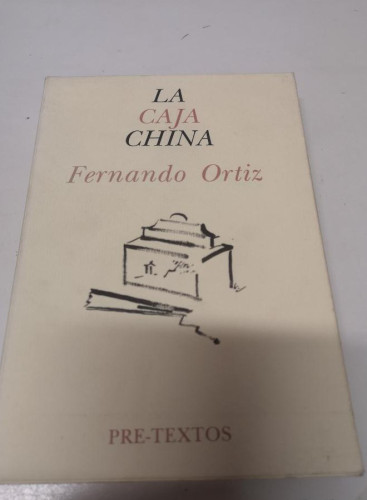 LA
CAJA
CHINA
Fernando Ortiz
PRE-TEXTOS